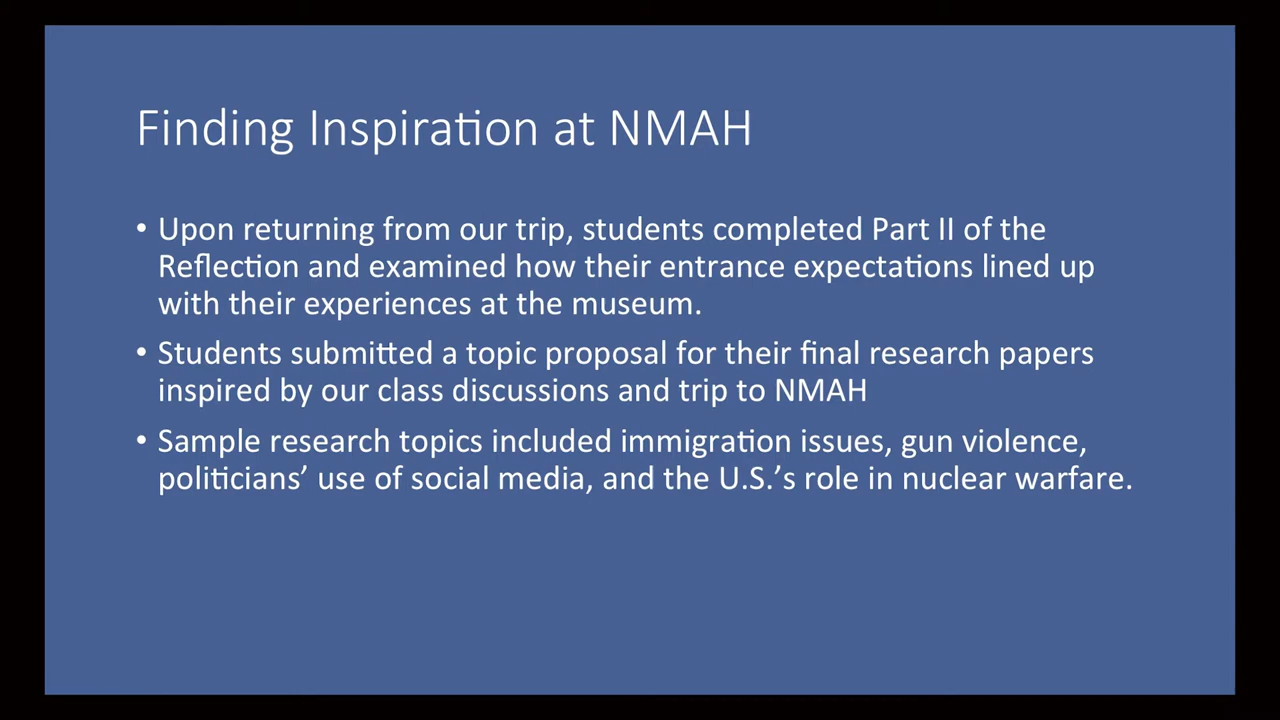 Finding Inspiration at NMAH
• Upon returning from our trip, students completed Part II of the
Reflection and examined how their entrance expectations lined up
with their experiences at the museum.
• Students submitted a topic proposal for their final research papers
inspired by our class discussions and trip to NMAH
• Sample research topics included immigration issues, gun violence,
politicians’ use of social media, and the U.S.’s role in nuclear warfare.